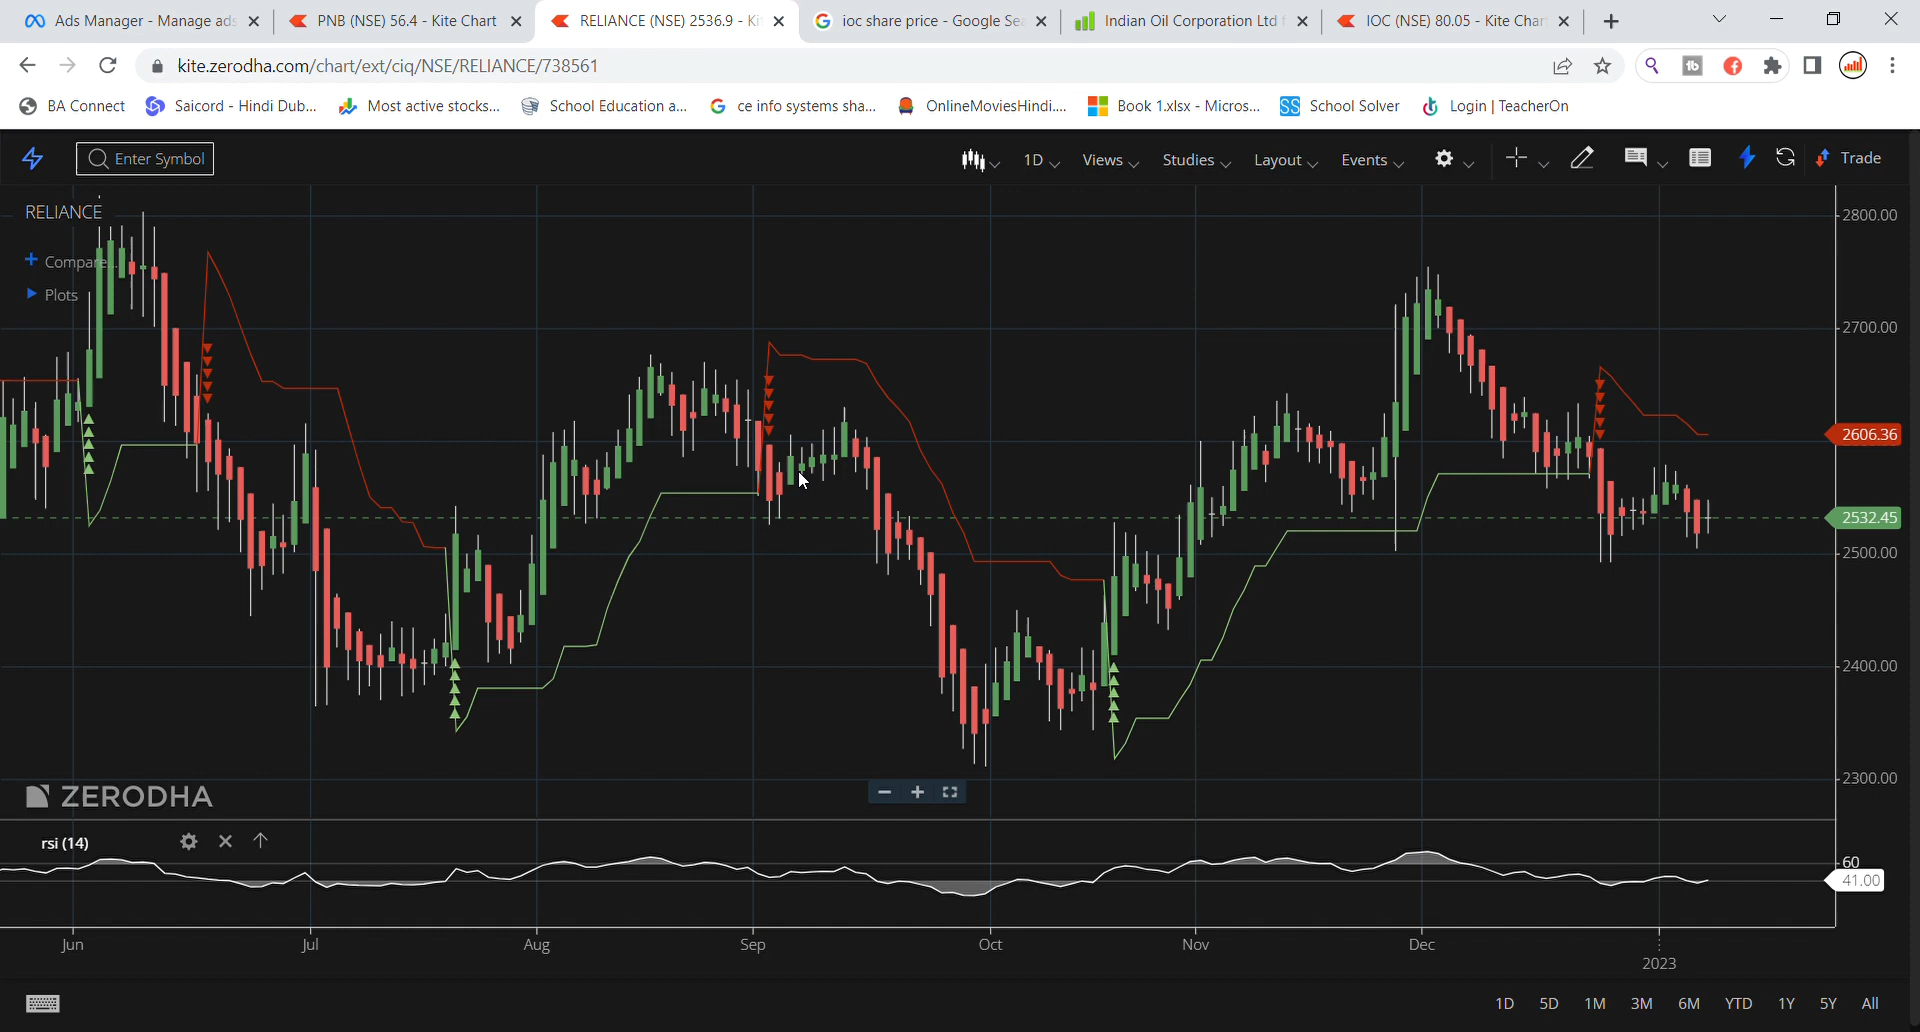 Ads Manager - Manage ads
PNB (NSE) 56.4 - Kite Chart
RELIANCE (NSE) 2536.9 - Ki
ioc share price - Google Sea
Indian Oil Corporation Ltd
IOC (NSE) 80.05 - Kite Chart
kite.zerodha.com/chart/ext/ciq/NSE/RELIANCE/738561
BA Connect
Saicord - Hindi Dub...
Most active stocks...
School Education a...
ce info systems sha...
OnlineMoviesHindi....
Book 1.xlsx - Micros...
School Solver
Login | TeacherOn
Enter Symbol
1D
Views
Studies
Layout
Events
Trade
RELIANCE
Compare...
Plots
2800.00
2700.00
2606.36
2532.45
2500.00
2400.00
2300.00
ZERODHA
rsi (14)
60
41.00
Jun
Jul
Aug
Sep
Oct
Nov
Dec
2023
1D
5D
1M
3M
6M
YTD
1Y
5Y
All